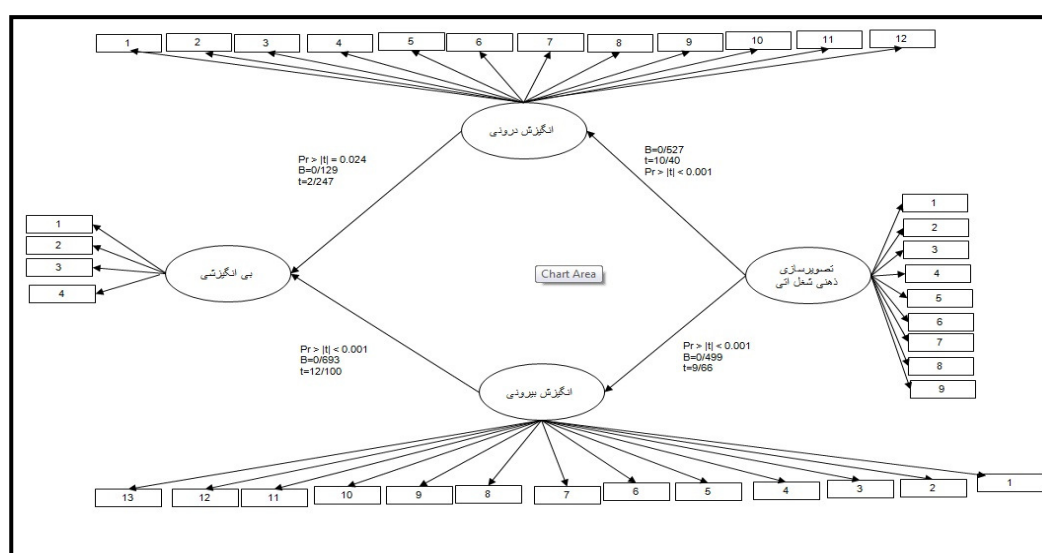 1 2 3 4 5 6 7 8 9 10 11 12
انگیزش درونی
Pr > |t| = 0.024
B=0/129
t=2/247
B=0/527
t=10/40
Pr > |t| < 0.001
1
2
3
4
بی انگیزشی
Chart Area
تصویرسازی
ذهنی شغل اتی
1
2
3
4
5
6
7
8
9
Pr > |t| < 0.001
B=0/693
t=12/100
Pr > |t| < 0.001
B=0/499
t=9/66
انگیزش بیرونی
13 12 11 10 9 8 7 6 5 4 3 2 1